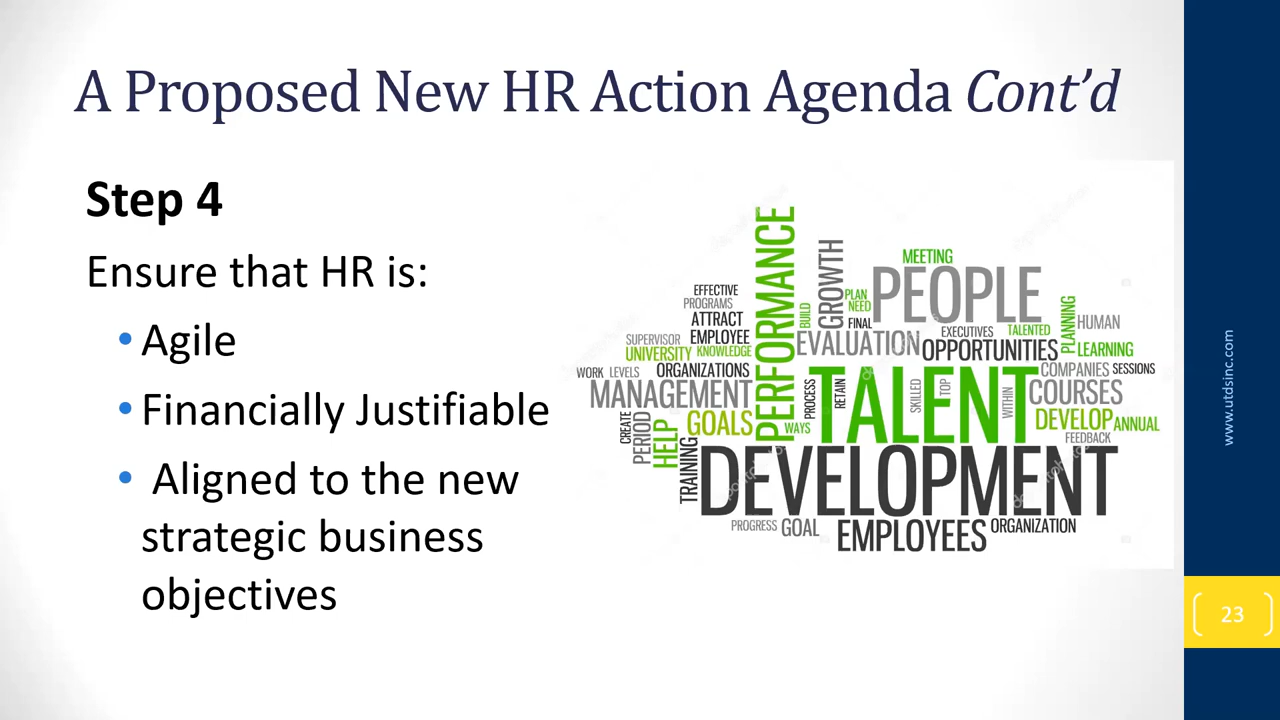 A Proposed New HR Action Agenda Cont’d
Step 4
Ensure that HR is:
• Agile
• Financially Justifiable
• Aligned to the new
strategic business
objectives
PERFORMANCE
GROWTH
MEETING
PEOPLE
EFFECTIVE
PROGRAMS
ATTRACT
EMPLOYEE
BUILD
PLAN
NEED
FINAL
PLANNING
HUMAN
SUPERVISOR
UNIVERSITY
KNOWLEDGE
EVALUATION
EXECUTIVES
TALENTED
OPPORTUNITIES
LEARNING
WORK
LEVELS
ORGANIZATIONS
COMPANIES
SESSIONS
MANAGEMENT
PROCESS
RETAIN
TALENT
SKILLED
TOP
WITHIN
COURSES
CREATE
PERIOD
HELP
GOALS
WAYS
DEVELOP
ANNUAL
FEEDBACK
TRAINING
DEVELOPMENT
PROGRESS
GOAL
EMPLOYEES
ORGANIZATION
www.utdsinc.com
23